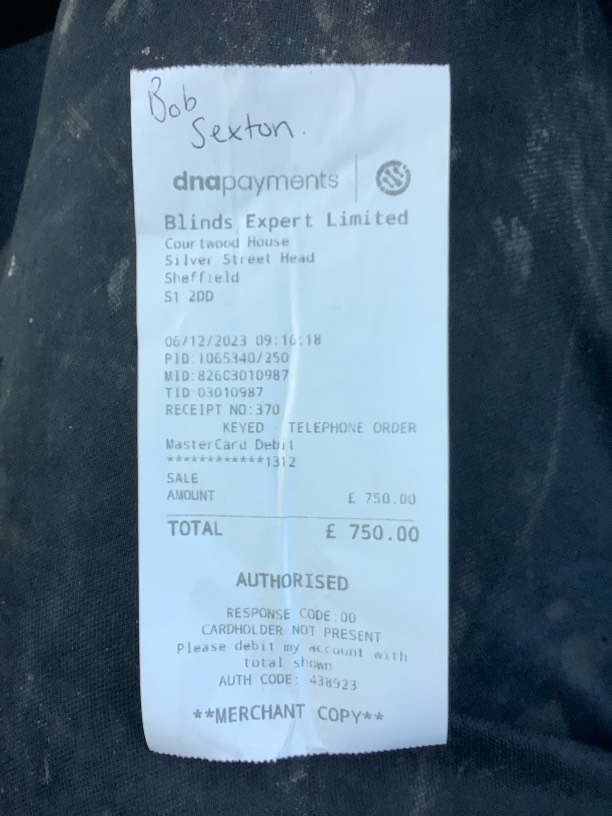 Bob
Sexton.
dnapayments
Blinds Expert Limited
Courtwood House
Silver Street Head
Sheffield
S1 2DD
06/12/2023 09:16:18
PID:1065340/250
MID:826C3010987
TID 03010987
RECEIPT NO:370
KEYED - TELEPHONE ORDER
MasterCard Debit
************1312
SALE
AMOUNT £ 750.00
TOTAL £ 750.00
AUTHORISED
RESPONSE CODE:00
CARDHOLDER NOT PRESENT
Please debit my account with
total shown
AUTH CODE: 438923
**MERCHANT COPY**